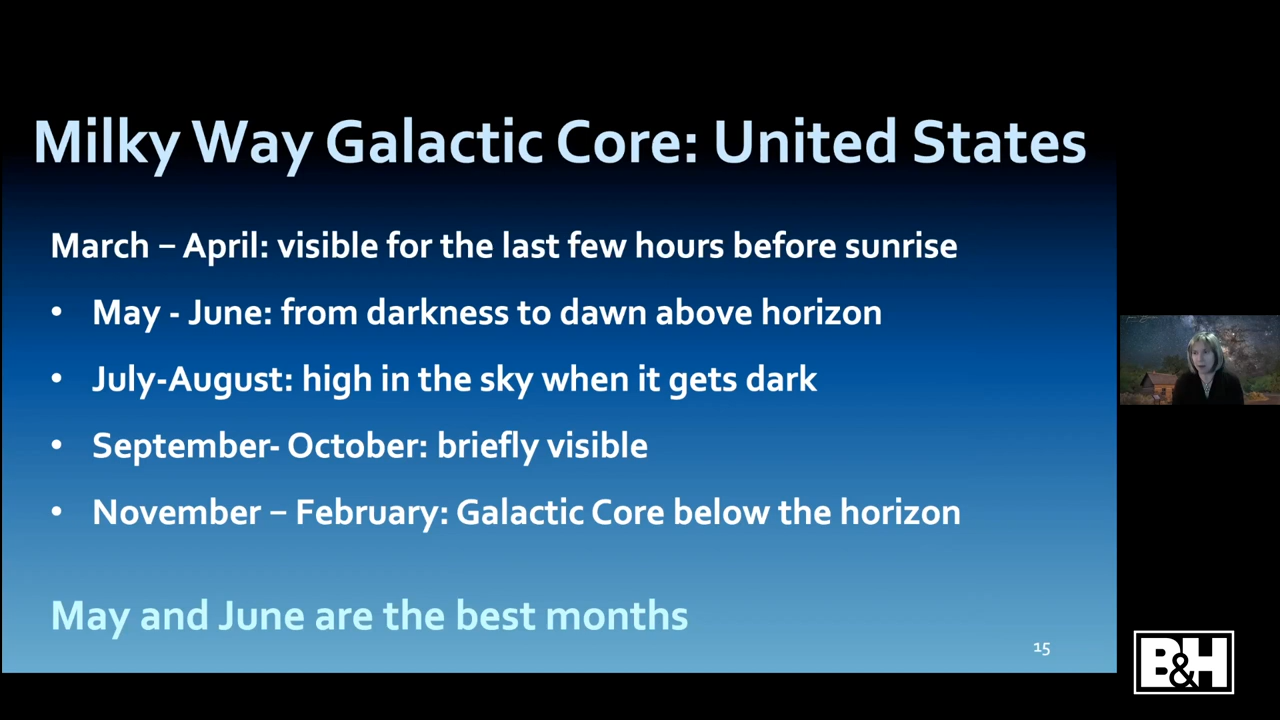 Milky Way Galactic Core: United States
March – April: visible for the last few hours before sunrise
• May - June: from darkness to dawn above horizon
• July-August: high in the sky when it gets dark
• September- October: briefly visible
• November – February: Galactic Core below the horizon
May and June are the best months
15
B&H